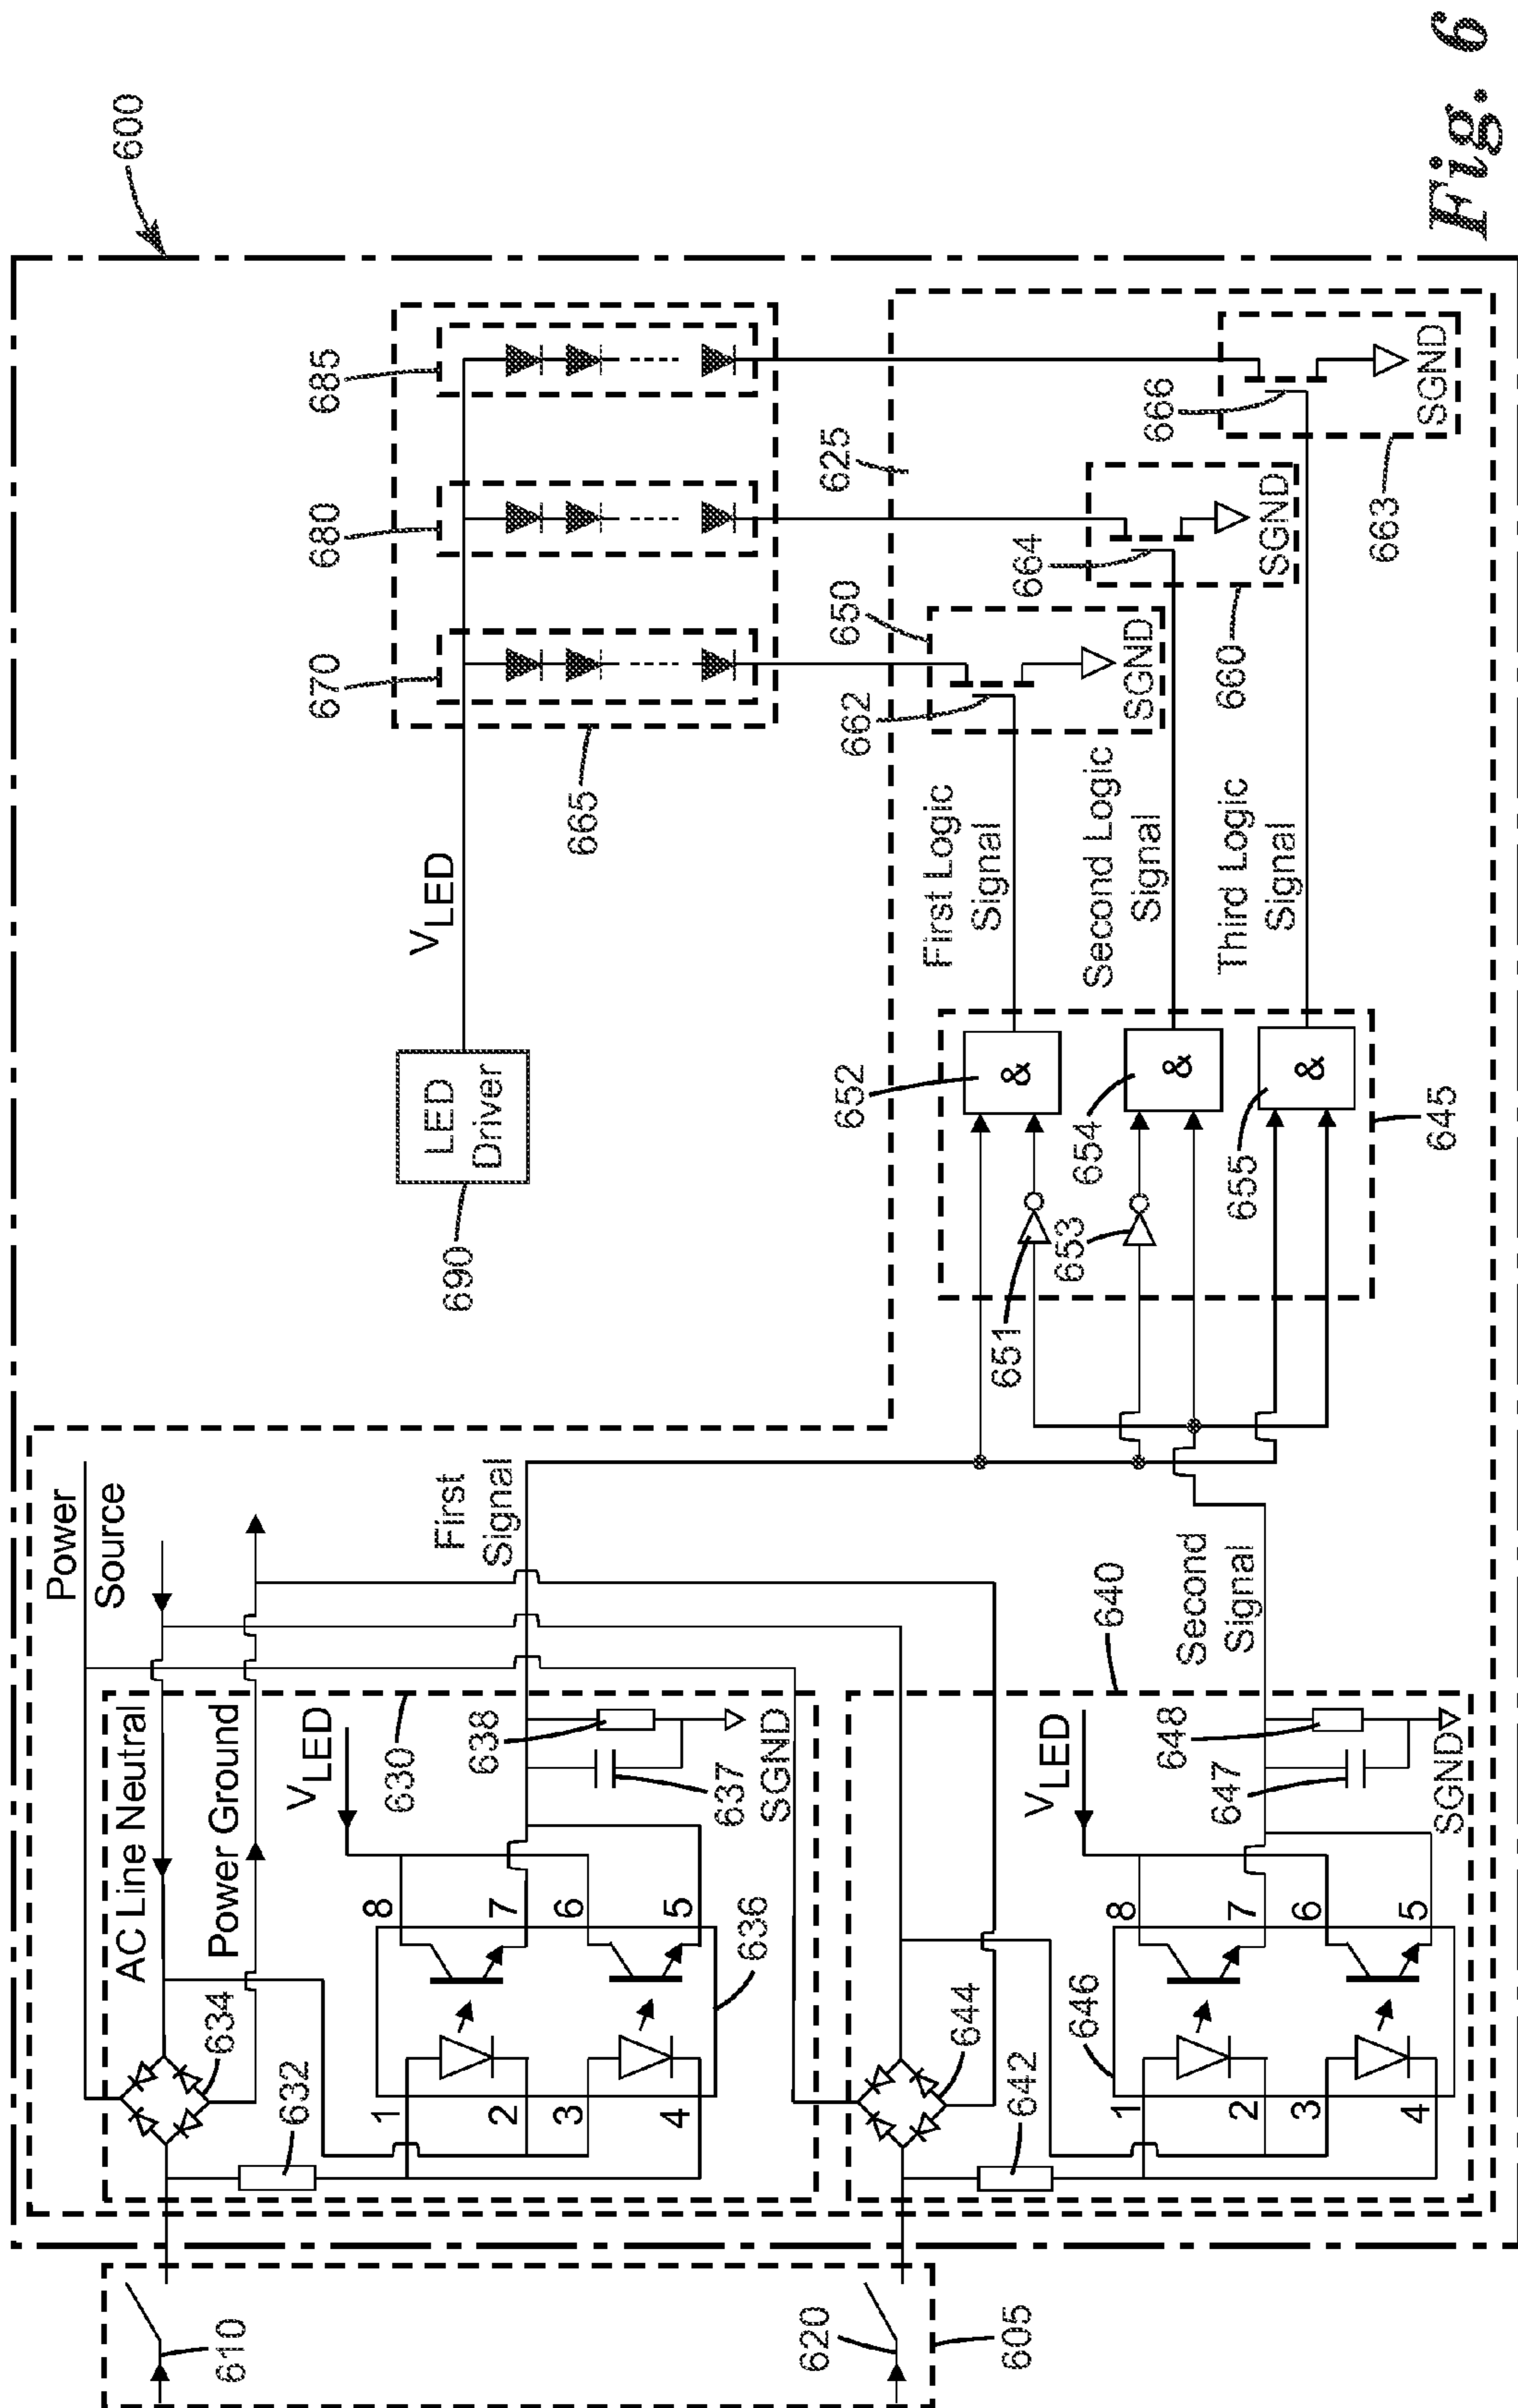 600
Power
Source
AC Line Neutral
Power Ground
634
632
V LED
630
638
637
SGND
8
7
6
5
1
2
3
4
636
First
Signal
610
620
605
644
642
640
Second
Signal
V LED
648
647
SGND
8
7
6
5
1
2
3
4
646
LED
Driver
690
V LED
665
670
680
685
625
652
651
653
654
655
645
&
&
&
First Logic
Signal
Second Logic
Signal
Third Logic
Signal
650
662
SGND
664
SGND
660
666
SGND
663
Fig. 6